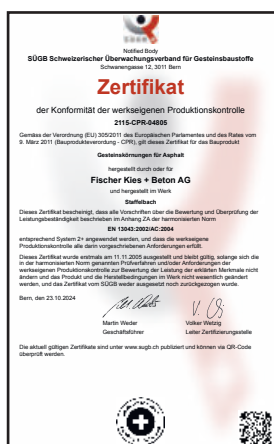 Notified Body
SÜGB Schweizerischer Überwachungsverband für Gesteinsbaustoffe
Schwanengasse 12, 3011 Bern
Zertifikat
der Konformität der werkseigenen Produktionskontrolle
2115-CPR-04805
Gemäss der Verordnung (EU) 305/2011 des Europäischen Parlamentes und des Rates vom
9. März 2011 (Bauprodukteverordnung - CPR), gilt dieses Zertifikat für das Bauprodukt
Gesteinskörnungen für Asphalt
hergestellt durch oder für
Fischer Kies + Beton AG
und hergestellt im Werk
Staffelbach
Dieses Zertifikat bescheinigt, dass alle Vorschriften über die Bewertung und Überprüfung der
Leistungsbeständigkeit beschrieben im Anhang ZA der harmonisierten Norm
EN 13043:2002/AC:2004
entsprechend System 2+ angewendet werden, und dass die werkseigene
Produktionskontrolle alle darin vorgeschriebenen Anforderungen erfüllt.
Dieses Zertifikat wurde erstmals am 11.11.2005 ausgestellt und bleibt gültig, solange sich die
in der harmonisierten Norm genannten Prüfverfahren und/oder Anforderungen der
werkseigenen Produktionskontrolle zur Bewertung der Leistung der erklärten Merkmale nicht
ändern und das Produkt und die Herstellbedingungen im Werk nicht wesentlich geändert
werden, und das Zertifikat vom SÜGB weder ausgesetzt noch zurückgezogen wurde.
Bern, den 23.10.2024
Martin Weder
Geschäftsführer
Volker Wetzig
Leiter Zertifizierungsstelle
Die aktuell gültigen Zertifikate sind unter www.sugb.ch publiziert und können via QR-Code
überprüft werden.